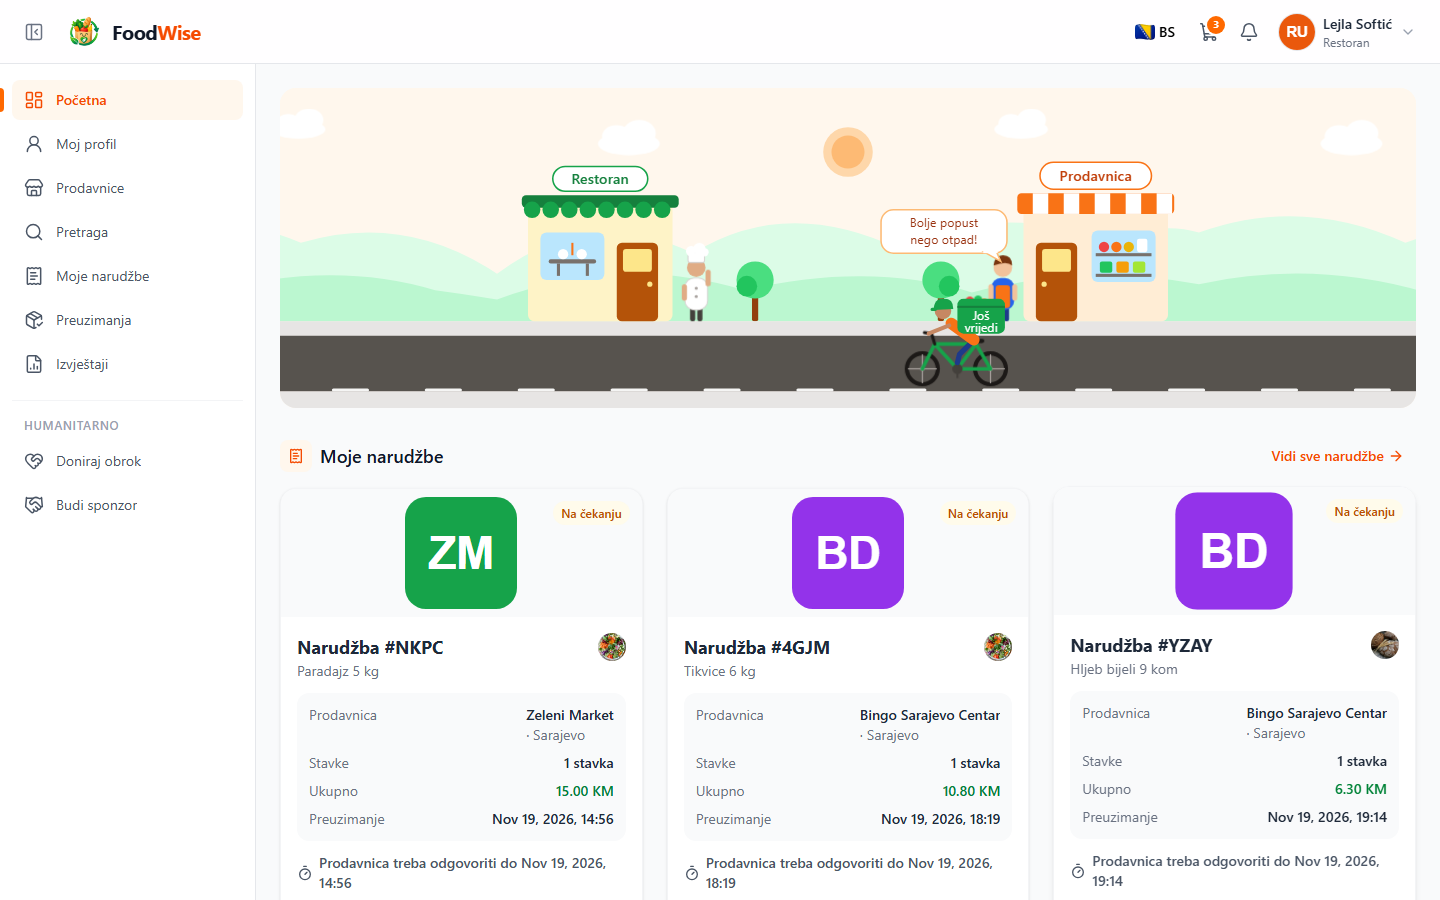 FoodWise
BS
3
RU
Lejla Softić
Restoran
Početna
Moj profil
Prodavnice
Pretraga
Moje narudžbe
Preuzimanja
Izvještaji
HUMANITARNO
Doniraj obrok
Budi sponzor
Restoran
Prodavnica
Bolje popust
nego otpad!
Još
vrijedi
Moje narudžbe
Vidi sve narudžbe
ZM
Na čekanju
Narudžba #NKPC
Paradajz 5 kg
Prodavnica
Zeleni Market
· Sarajevo
Stavke
1 stavka
Ukupno
15.00 KM
Preuzimanje
Nov 19, 2026, 14:56
Prodavnica treba odgovoriti do Nov 19, 2026,
14:56
BD
Na čekanju
Narudžba #4GJM
Tikvice 6 kg
Prodavnica
Bingo Sarajevo Centar
· Sarajevo
Stavke
1 stavka
Ukupno
10.80 KM
Preuzimanje
Nov 19, 2026, 18:19
Prodavnica treba odgovoriti do Nov 19, 2026,
18:19
BD
Na čekanju
Narudžba #YZAY
Hljeb bijeli 9 kom
Prodavnica
Bingo Sarajevo Centar
· Sarajevo
Stavke
1 stavka
Ukupno
6.30 KM
Preuzimanje
Nov 19, 2026, 19:14
Prodavnica treba odgovoriti do Nov 19, 2026,
19:14